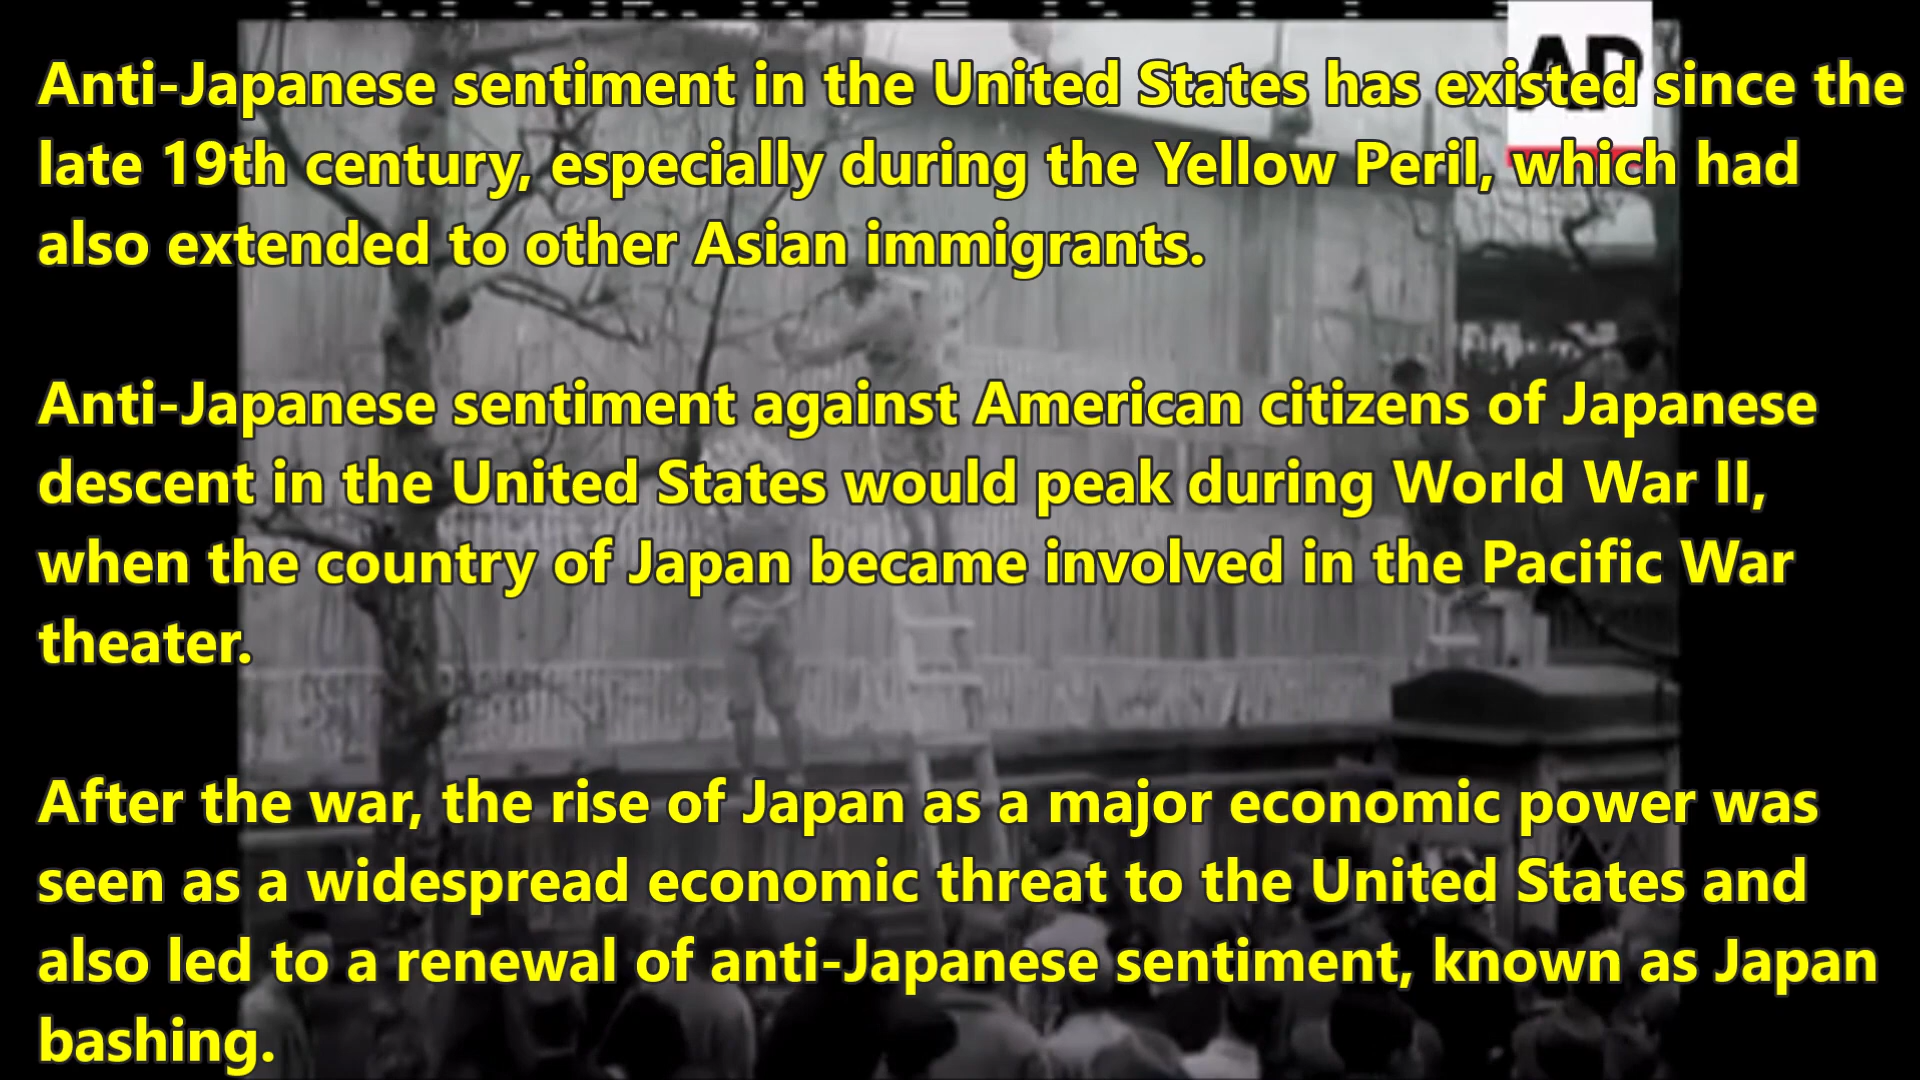 Anti-Japanese sentiment in the United States has existed since the
late 19th century, especially during the Yellow Peril, which had
also extended to other Asian immigrants.
Anti-Japanese sentiment against American citizens of Japanese
descent in the United States would peak during World War II,
when the country of Japan became involved in the Pacific War
theater.
After the war, the rise of Japan as a major economic power was
seen as a widespread economic threat to the United States and
also led to a renewal of anti-Japanese sentiment, known as Japan
bashing.